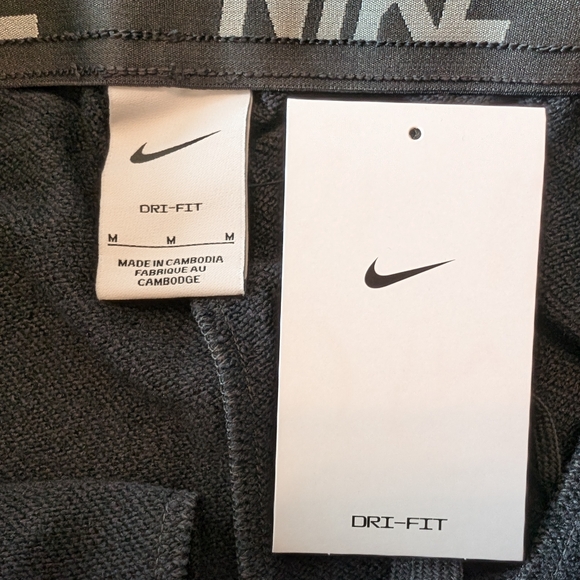 NIKE
DRI-FIT
M M M
MADE IN CAMBODIA
FABRIQUE AU
CAMBODGE
DRI-FIT